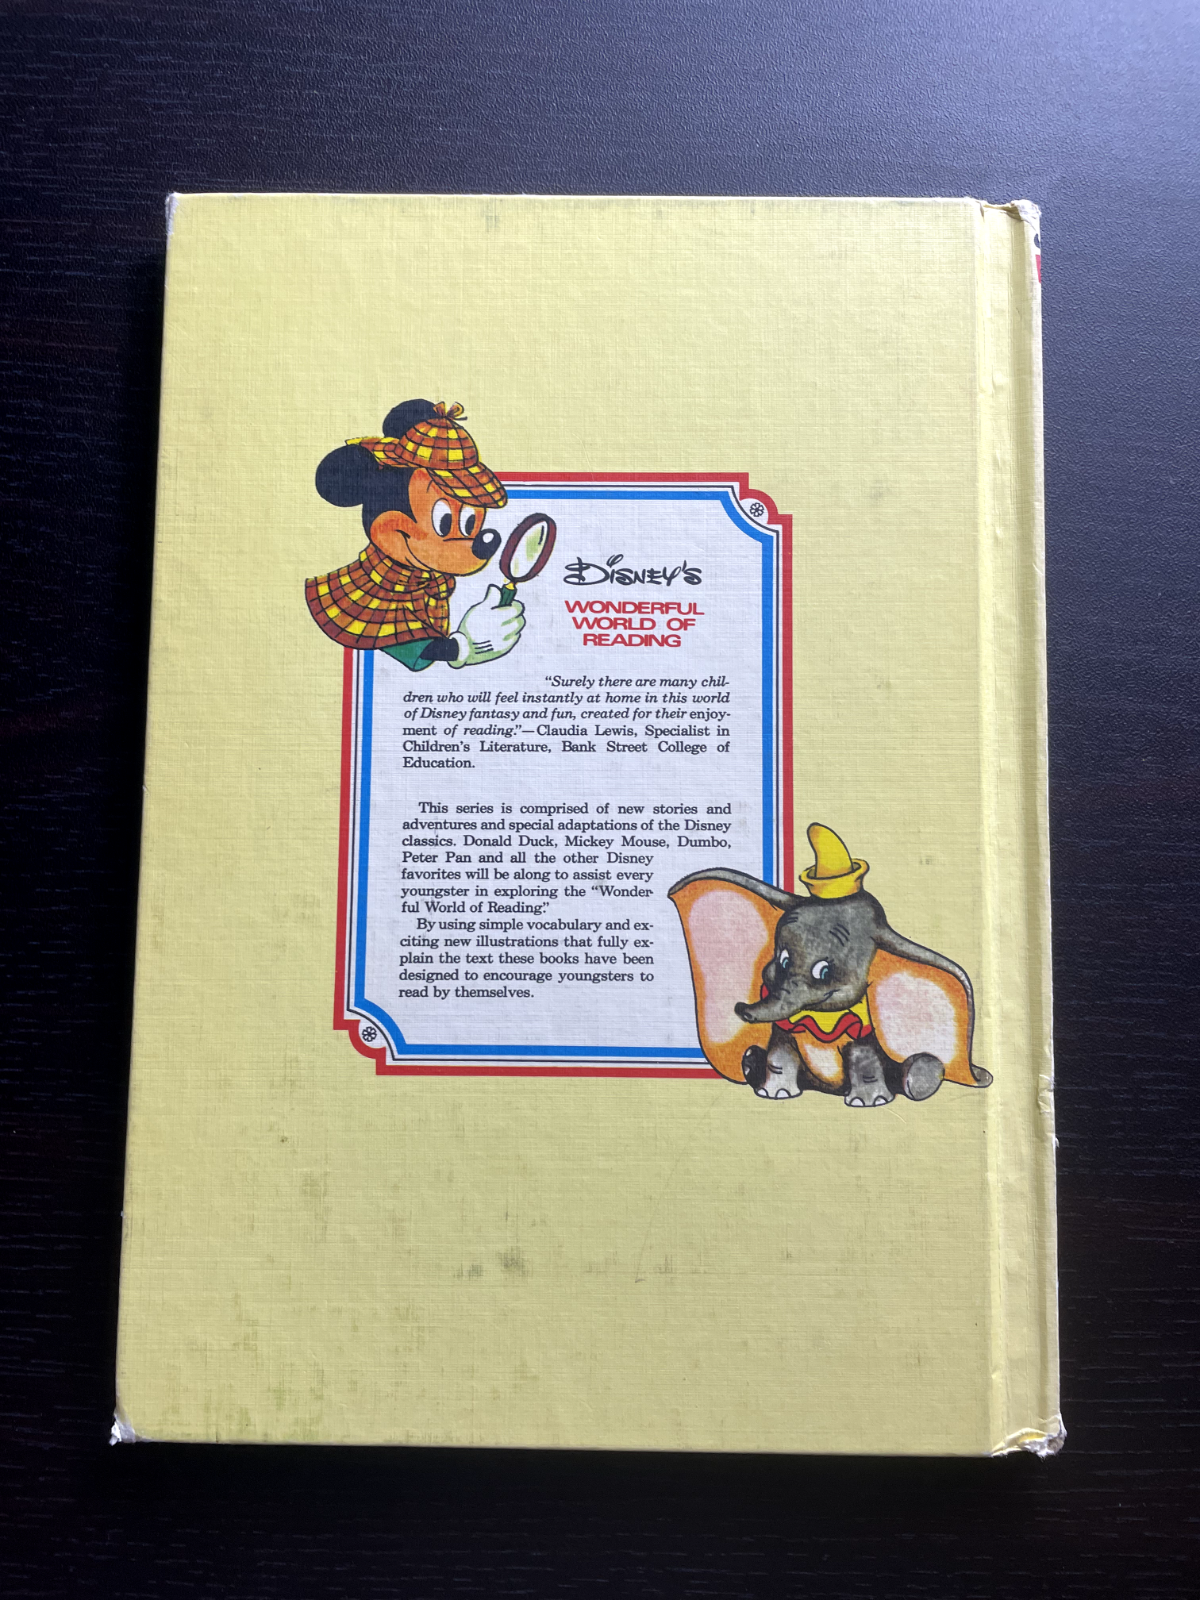 Disney's
WONDERFUL
WORLD OF
READING
“Surely there are many chil-
dren who will feel instantly at home in this world
of Disney fantasy and fun, created for their enjoy-
ment of reading.”—Claudia Lewis, Specialist in
Children's Literature, Bank Street College of
Education.
This series is comprised of new stories and
adventures and special adaptations of the Disney
classics. Donald Duck, Mickey Mouse, Dumbo,
Peter Pan and all the other Disney
favorites will be along to assist every
youngster in exploring the “Wonder-
ful World of Reading.”
By using simple vocabulary and ex-
citing new illustrations that fully ex-
plain the text these books have been
designed to encourage youngsters to
read by themselves.